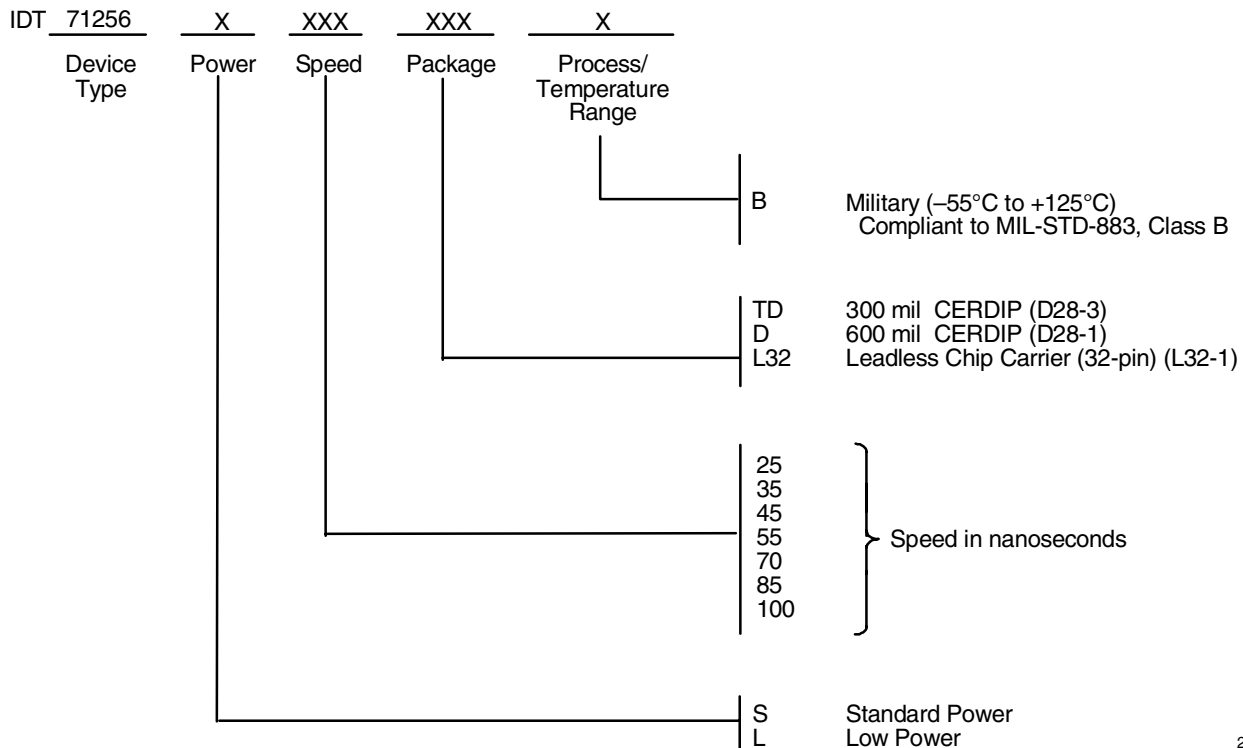 IDT 71256 X XXX XXX X
Device Type Power Speed Package Process/ Temperature Range
B Military (–55°C to +125°C)
Compliant to MIL-STD-883, Class B
TD 300 mil CERDIP (D28-3)
D 600 mil CERDIP (D28-1)
L32 Leadless Chip Carrier (32-pin) (L32-1)
25
35
45
55
70
85
100
Speed in nanoseconds
S Standard Power
L Low Power
2